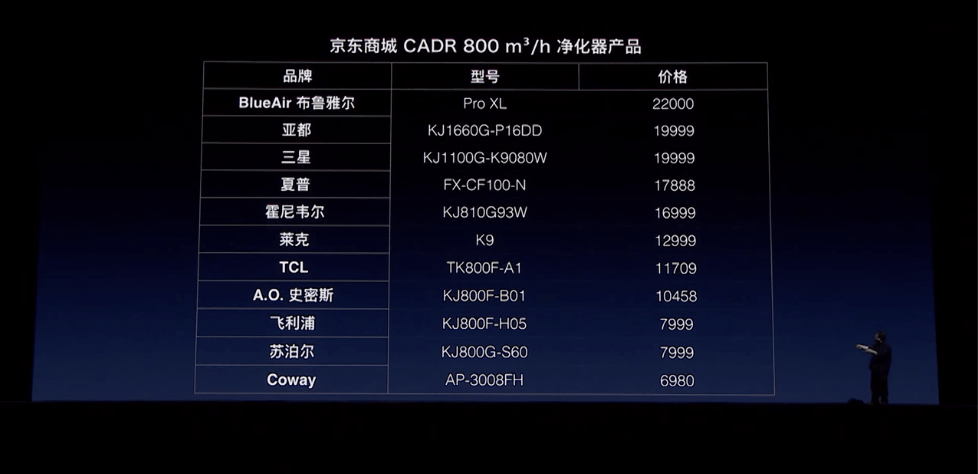 京东商城 CADR 800 m³/h 净化器产品
品牌 型号 价格
BlueAir 布鲁雅尔 Pro XL 22000
亚都 KJ1660G-P16DD 19999
三星 KJ1100G-K9080W 19999
夏普 FX-CF100-N 17888
霍尼韦尔 KJ810G93W 16999
莱克 K9 12999
TCL TK800F-A1 11709
A.O. 史密斯 KJ800F-B01 10458
飞利浦 KJ800F-H05 7999
苏泊尔 KJ800G-S60 7999
Coway AP-3008FH 6980